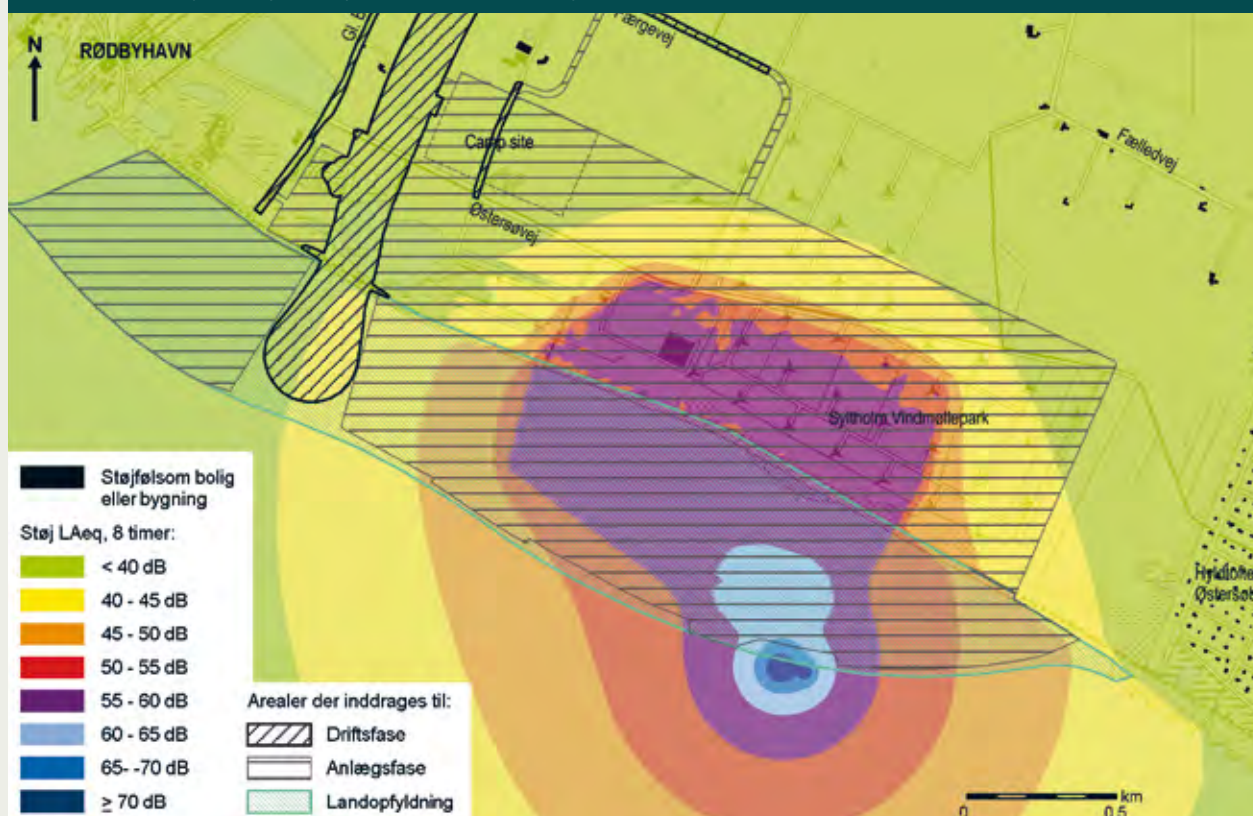 Færgevej
N
RØDBYHAVN
Fælledvej
Camp site
Østersøvej
Syltholm Vindmøllepark
Støjfølsom bolig
eller bygning
Støj LAeq, 8 timer:
< 40 dB
40 - 45 dB
45 - 50 dB
50 - 55 dB
55 - 60 dB
60 - 65 dB
65- -70 dB
≥ 70 dB
Arealer der inddrages til:
Driftsfase
Anlægsfase
Landopfyldning
km
0 0.5